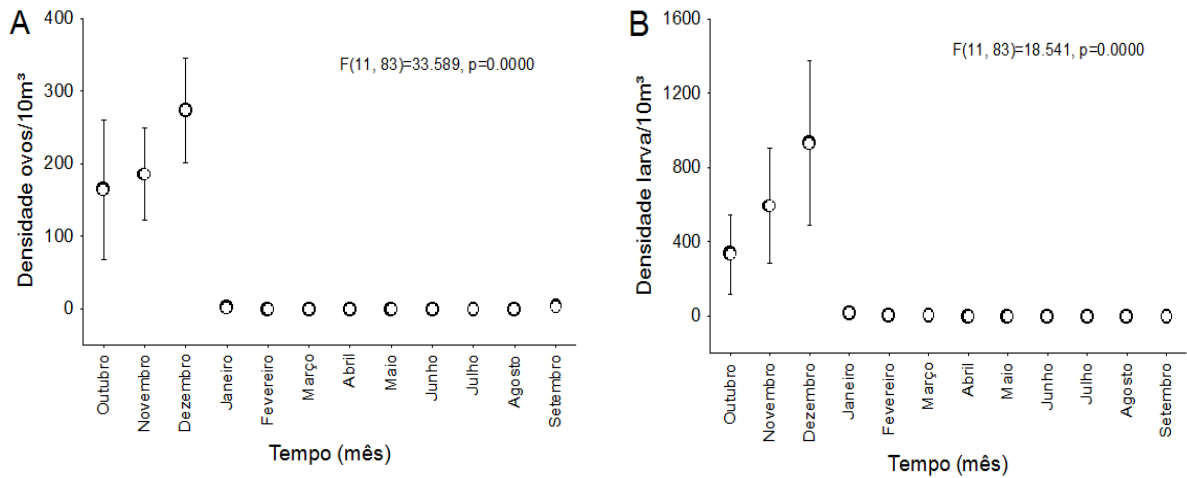 A
400
300
200
100
0
Densidade ovos/10m³
F(11, 83)=33.589, p=0.0000
Outubro
Novembro
Dezembro
Janeiro
Fevereiro
Março
Abril
Maio
Junho
Julho
Agosto
Setembro
Tempo (mês)
B
1600
1200
800
400
0
Densidade larva/10m³
F(11, 83)=18.541, p=0.0000
Outubro
Novembro
Dezembro
Janeiro
Fevereiro
Março
Abril
Maio
Junho
Julho
Agosto
Setembro
Tempo (mês)